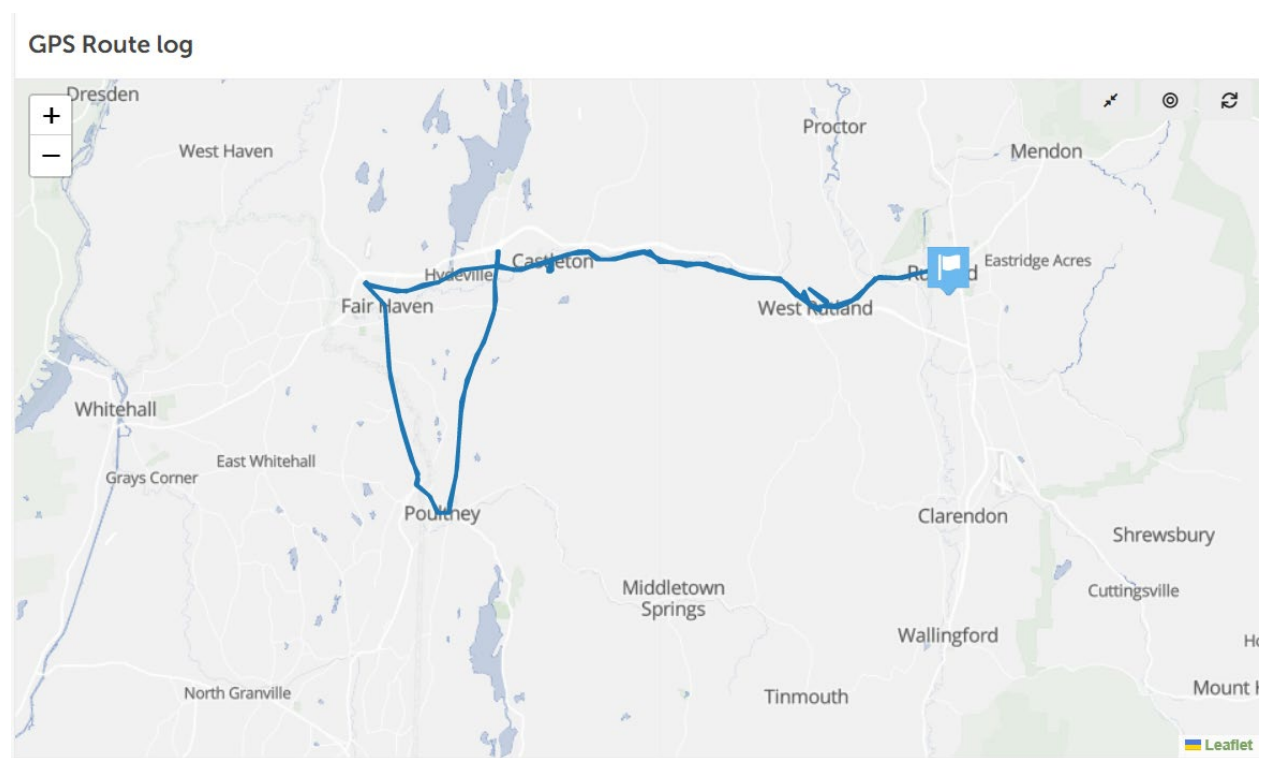 GPS Route log
+
−
Dresden
West Haven
Proctor
Mendon
Hydeville
Castleton
Rutland
Eastridge Acres
Fair Haven
West Rutland
Whitehall
East Whitehall
Grays Corner
Poultney
Clarendon
Shrewsbury
Middletown
Springs
Cuttingsville
Wallingford
North Granville
Tinmouth
Mount
Leaflet